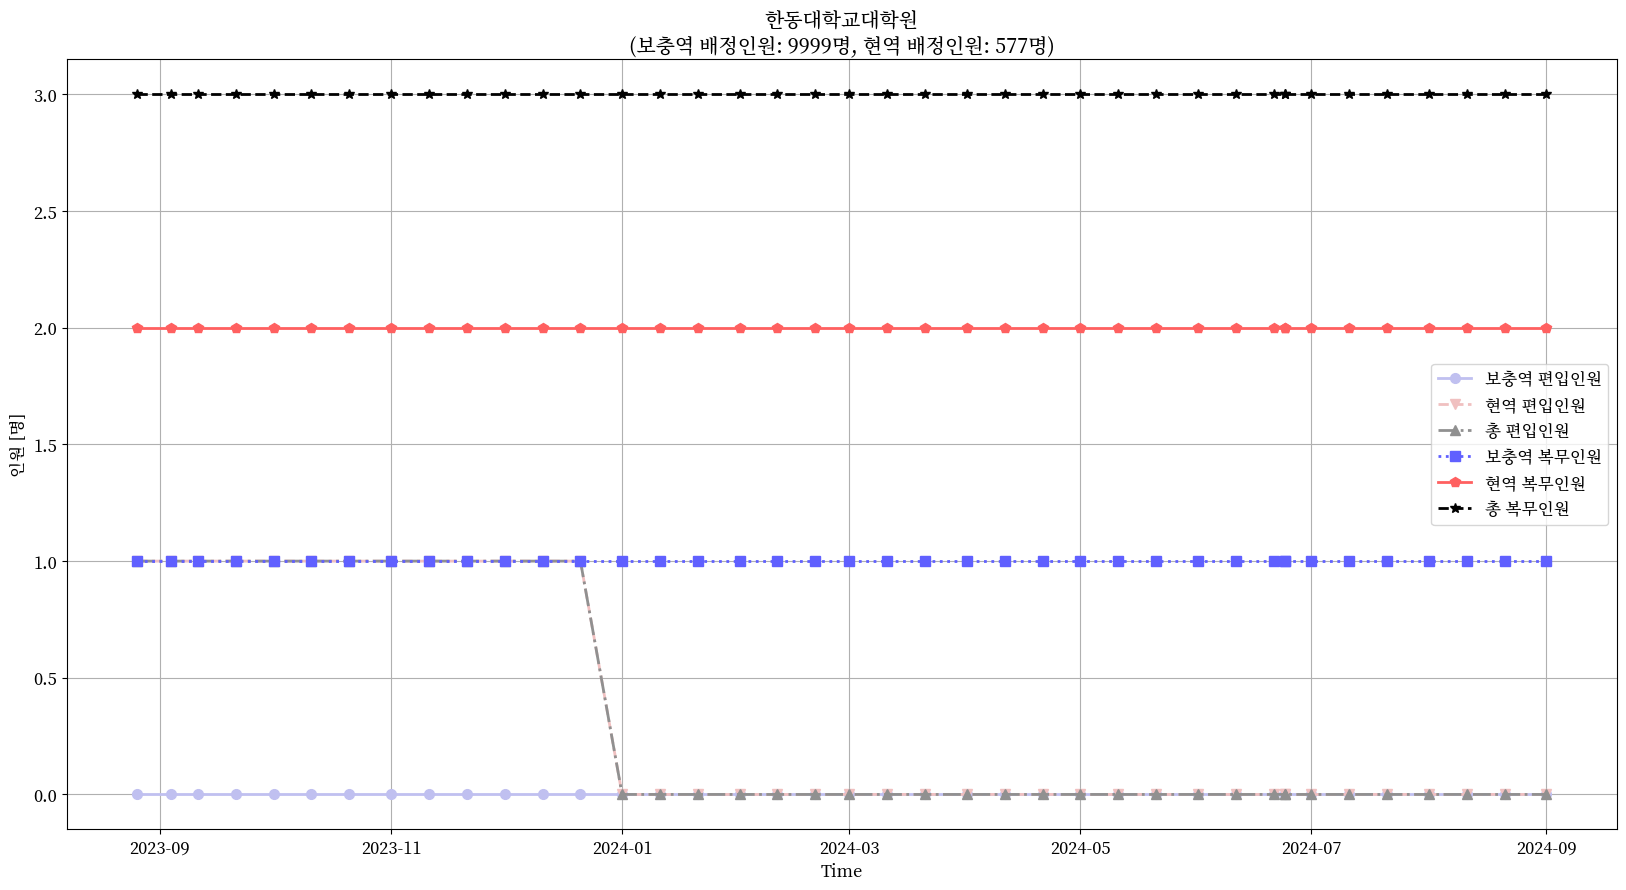 한동대학교대학원
(보충역 배정인원: 9999명, 현역 배정인원: 577명)
3.0
2.5
2.0
1.5
1.0
0.5
0.0
인원 [명]
보충역 편입인원
현역 편입인원
총 편입인원
보충역 복무인원
현역 복무인원
총 복무인원
2023-09 2023-11 2024-01 2024-03 2024-05 2024-07 2024-09
Time